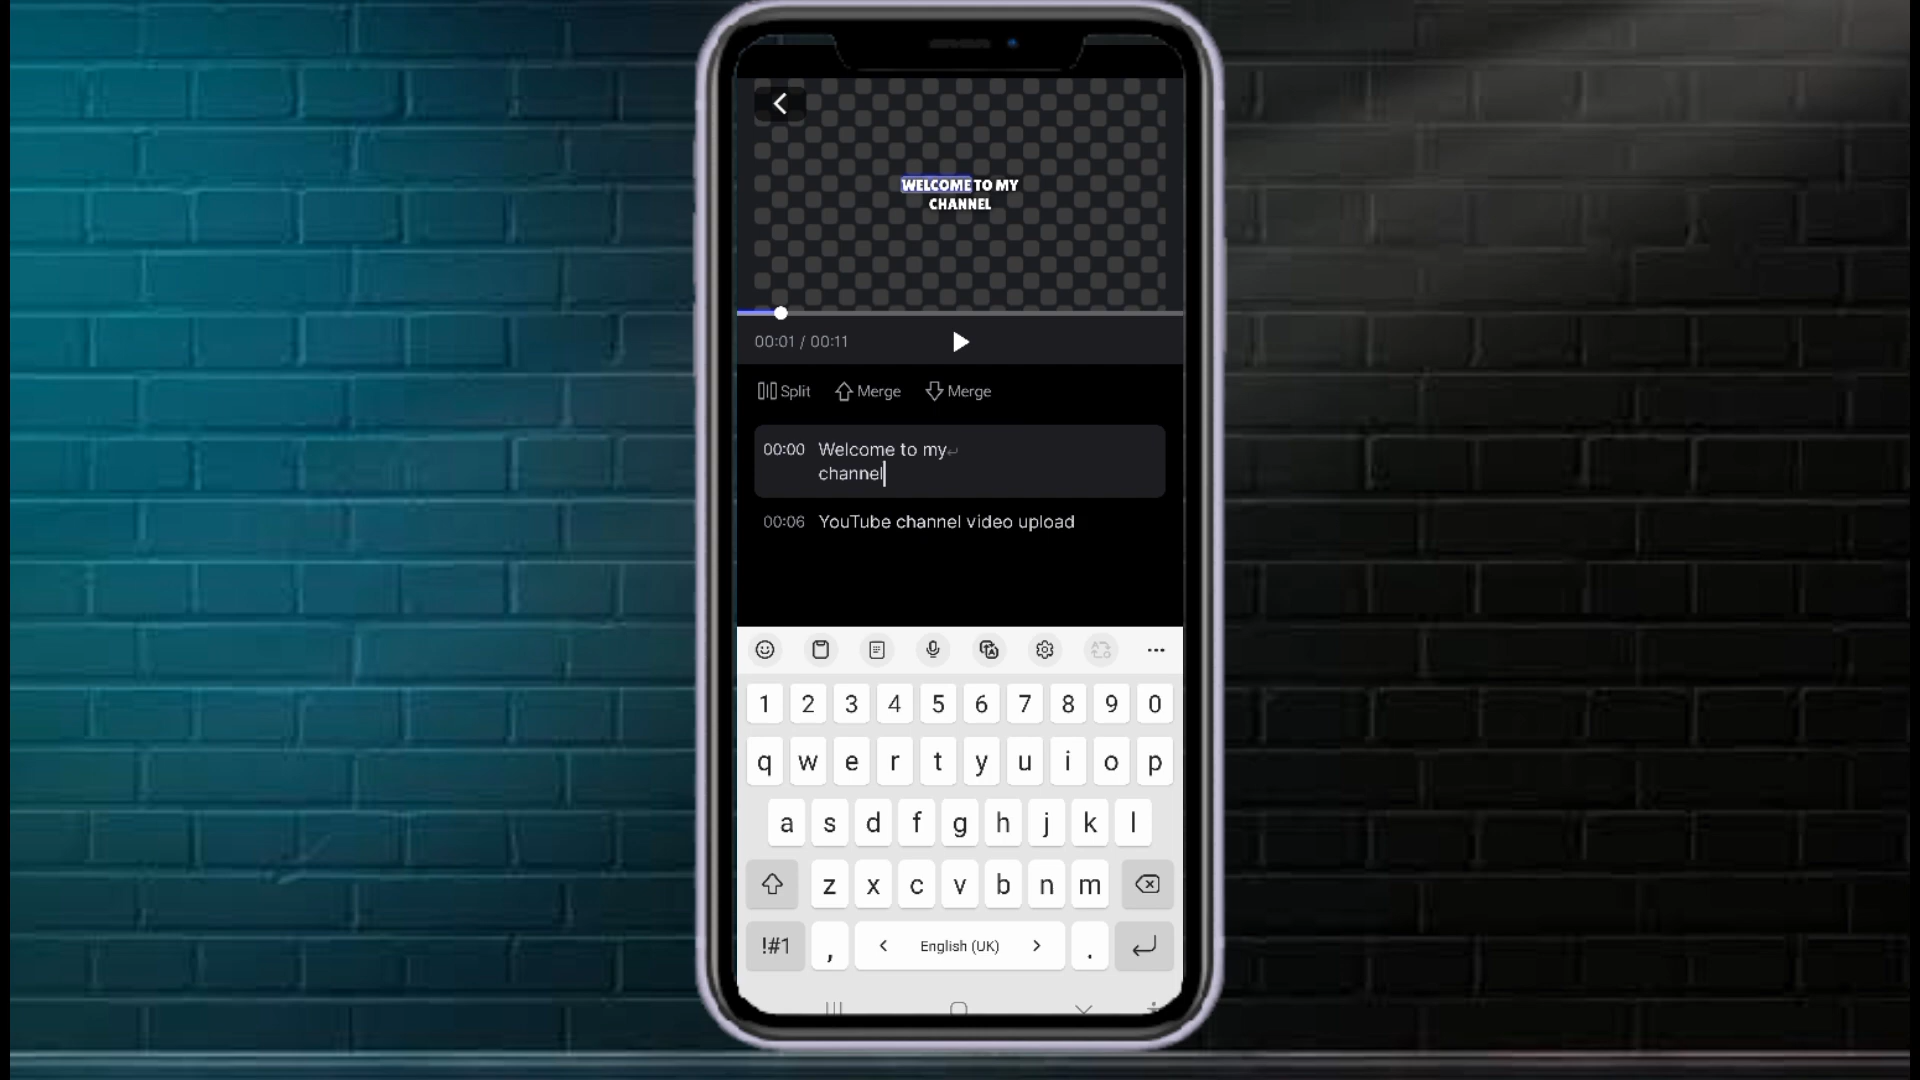 WELCOME TO MY
CHANNEL
00:01 / 00:11
Split Merge Merge
00:00 Welcome to my
channel
00:06 YouTube channel video upload
1 2 3 4 5 6 7 8 9 0
q w e r t y u i o p
a s d f g h j k l
z x c v b n m
!#1 , < English (UK) > .